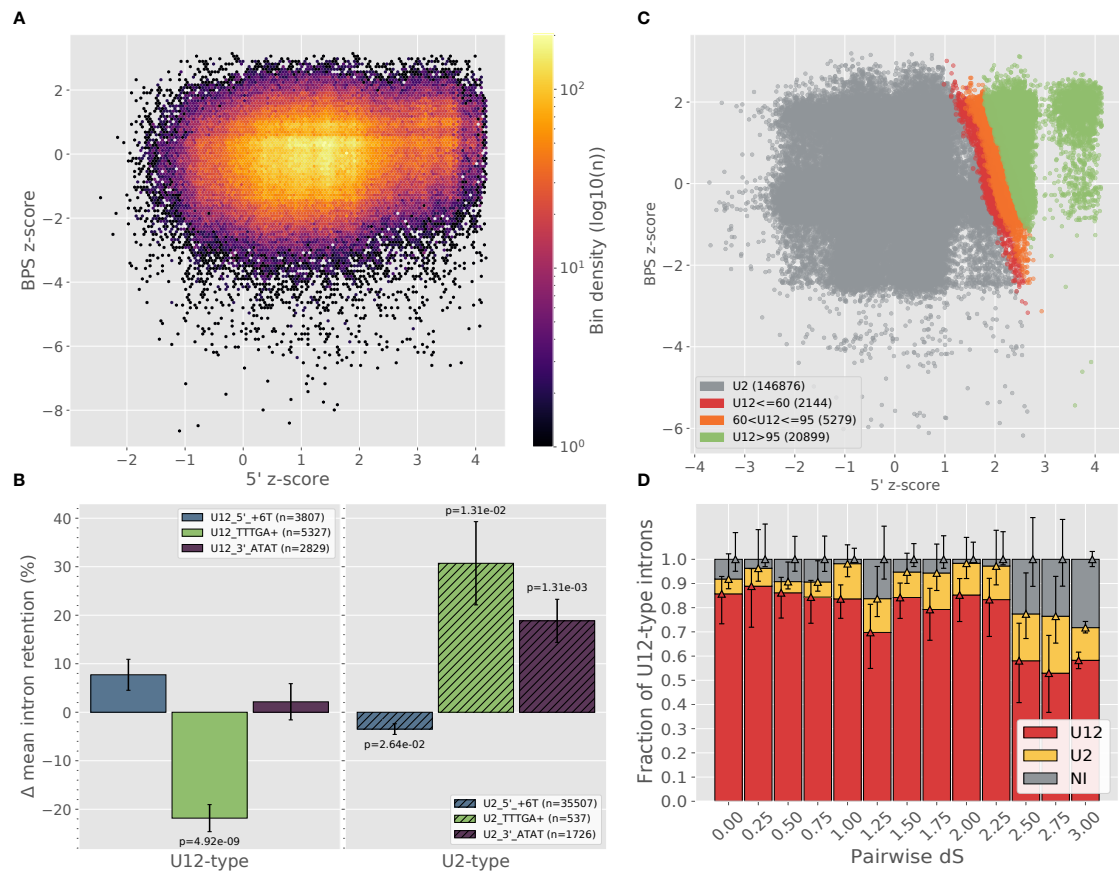 A
BPS z-score
2
0
−2
−4
−6
−8
−2
−1
0
1
2
3
4
5' z-score
10²
10¹
10⁰
Bin density (log10(n))
C
BPS z-score
2
0
−2
−4
−6
U2 (146876)
U12<=60 (2144)
60<U12<=95 (5279)
U12>95 (20899)
−4
−3
−2
−1
0
1
2
3
4
5' z-score
B
Δ mean intron retention (%)
40
30
20
10
0
−10
−20
U12_5'_+6T (n=3807)
U12_TTTGA+ (n=5327)
U12_3'_ATAT (n=2829)
p=4.92e-09
U12-type
p=1.31e-02
p=1.31e-03
p=2.64e-02
U2_5'_+6T (n=35507)
U2_TTTGA+ (n=537)
U2_3'_ATAT (n=1726)
U2-type
D
Fraction of U12-type introns
1.0
0.9
0.8
0.7
0.6
0.5
0.4
0.3
0.2
0.1
0.0
U12
U2
NI
0.00
0.25
0.50
0.75
1.00
1.25
1.50
1.75
2.00
2.25
2.50
2.75
3.00
Pairwise dS